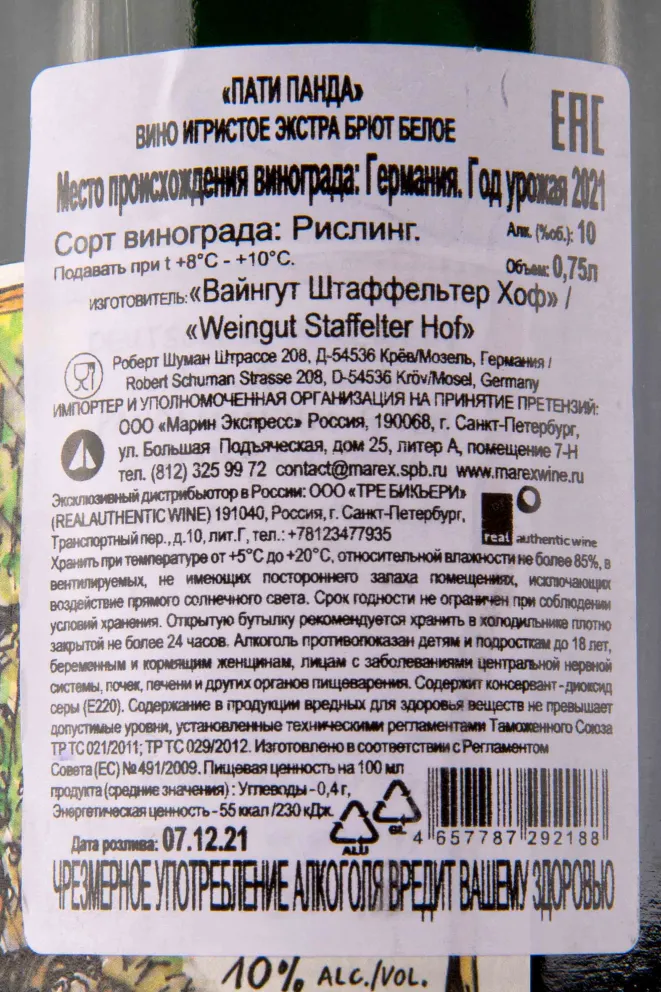 «ПАТИ ПАНДА»
ВИНО ИГРИСТОЕ ЭКСТРА БРЮТ БЕЛОЕ
EAC
Место происхождения винограда: Германия. Год урожая 2021
Сорт винограда: Рислинг.
Алк. (%об.): 10
Подавать при t +8°C - +10°C.
Объем: 0,75л
ИЗГОТОВИТЕЛЬ: «Вайнгут Штаффельтер Хоф» /
«Weingut Staffelter Hof»
Роберт Шуман Штрассе 208, Д-54536 Крёв/Мозель, Германия /
Robert Schuman Strasse 208, D-54536 Kröv/Mosel, Germany
ИМПОРТЕР И УПОЛНОМОЧЕННАЯ ОРГАНИЗАЦИЯ НА ПРИНЯТИЕ ПРЕТЕНЗИЙ:
ООО «Марин Экспресс» Россия, 190068, г. Санкт-Петербург,
ул. Большая Подъяческая, дом 25, литер А, помещение 7-Н
тел. (812) 325 99 72 contact@marex.spb.ru www.marexwine.ru
Эксклюзивный дистрибьютор в России: ООО «ТРЕ БИКЪЕРИ»
(REALAUTHENTIC WINE) 191040, Россия, г. Санкт-Петербург,
Транспортный пер., д.10, лит.Г, тел.: +78123477935
real authentic wine
Хранить при температуре от +5°C до +20°C, относительной влажности не более 85%, в
вентилируемых, не имеющих постороннего запаха помещениях, исключающих
воздействие прямого солнечного света. Срок годности не ограничен при соблюдении
условий хранения. Открытую бутылку рекомендуется хранить в холодильнике плотно
закрытой не более 24 часов. Алкоголь противопоказан детям и подросткам до 18 лет,
беременным и кормящим женщинам, лицам с заболеваниями центральной нервной
системы, почек, печени и других органов пищеварения. Содержит консервант - диоксид
серы (E220). Содержание в продукции вредных для здоровья веществ не превышает
допустимые уровни, установленные техническими регламентами Таможенного Союза
ТР ТС 021/2011; ТР ТС 029/2012. Изготовлено в соответствии с Регламентом
Совета (ЕС) № 491/2009. Пищевая ценность на 100 мл
продукта (средние значения) : Углеводы - 0,4 г,
Энергетическая ценность - 55 ккал /230 кДж.
ALU
GL
4 657787 292188
Дата розлива: 07.12.21
ЧРЕЗМЕРНОЕ УПОТРЕБЛЕНИЕ АЛКОГОЛЯ ВРЕДИТ ВАШЕМУ ЗДОРОВЬЮ
10% ALC./VOL.